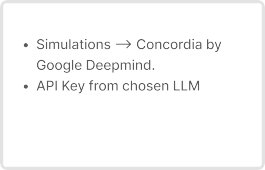 • Simulations → Concordia by
Google Deepmind.
• API Key from chosen LLM